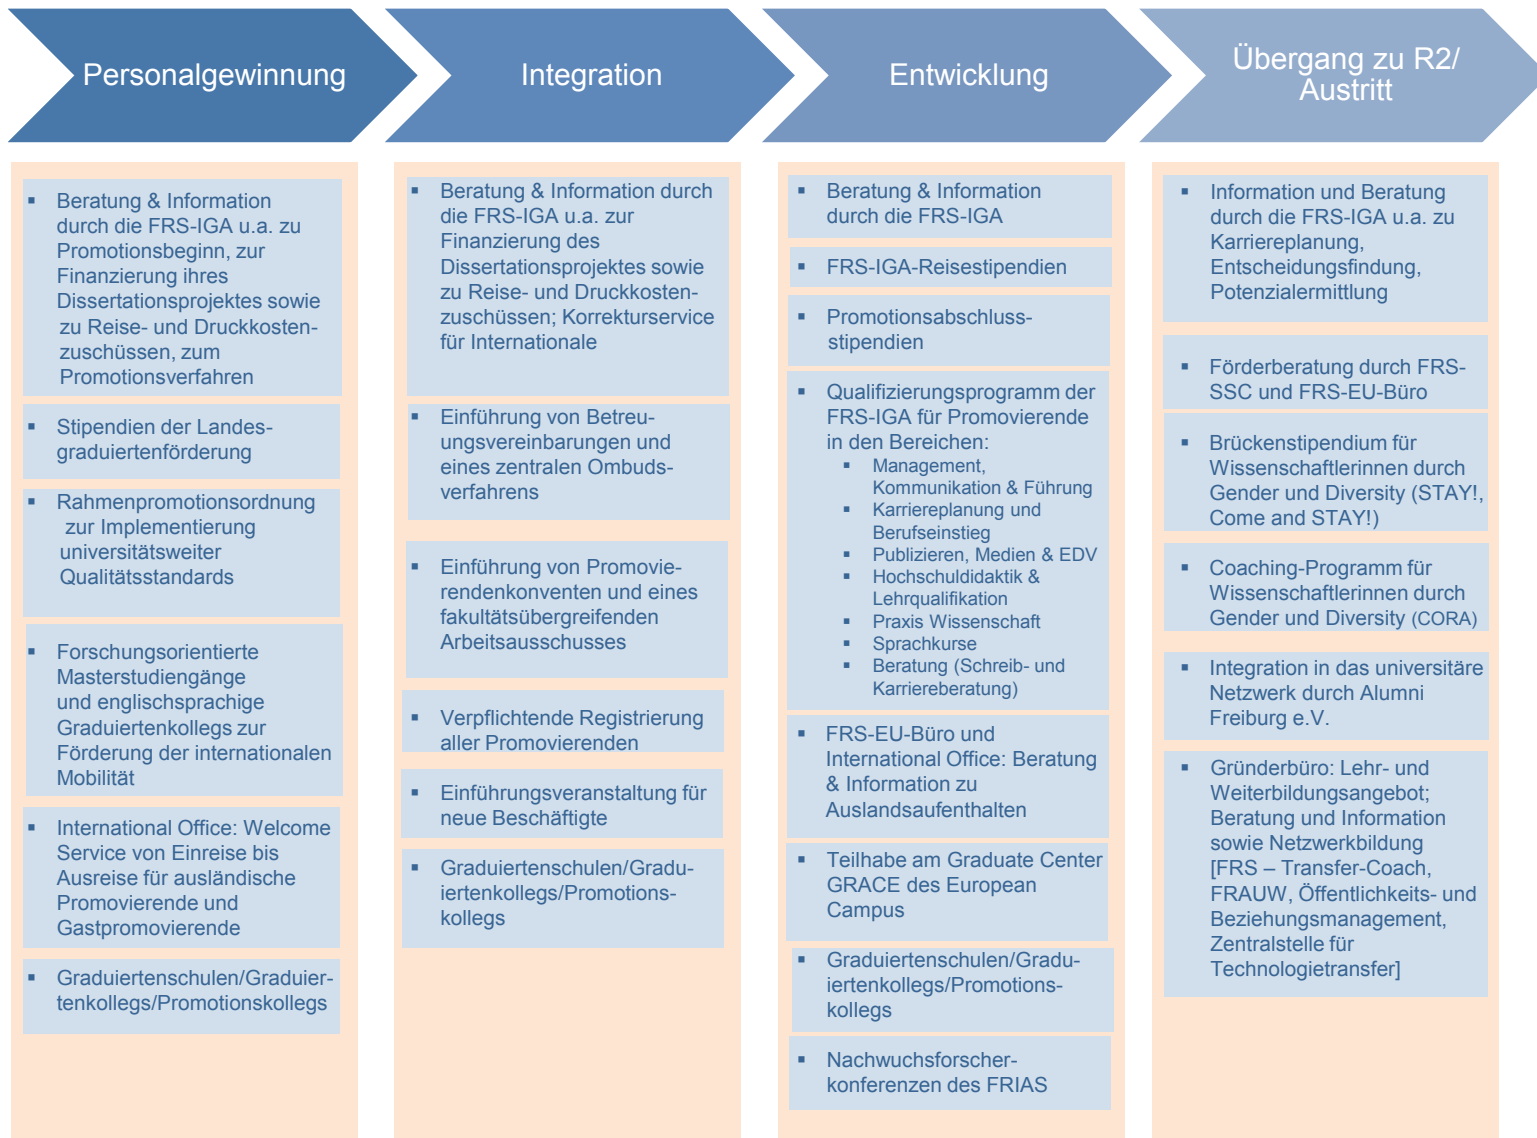 Personalgewinnung
Integration
Entwicklung
Übergang zu R2/
Austritt
▪ Beratung & Information
durch die FRS-IGA u.a. zu
Promotionsbeginn, zur
Finanzierung ihres
Dissertationsprojektes sowie
zu Reise- und Druckkosten-
zuschüssen, zum
Promotionsverfahren
▪ Stipendien der Landes-
graduiertenförderung
▪ Rahmenpromotionsordnung
zur Implementierung
universitätsweiter
Qualitätsstandards
▪ Forschungsorientierte
Masterstudiengänge
und englischsprachige
Graduiertenkollegs zur
Förderung der internationalen
Mobilität
▪ International Office: Welcome
Service von Einreise bis
Ausreise für ausländische
Promovierende und
Gastpromovierende
▪ Graduiertenschulen/Graduier-
tenkollegs/Promotionskollegs
▪ Beratung & Information durch
die FRS-IGA u.a. zur
Finanzierung des
Dissertationsprojektes sowie
zu Reise- und Druckkosten-
zuschüssen; Korrekturservice
für Internationale
▪ Einführung von Betreu-
ungsvereinbarungen und
eines zentralen Ombuds-
verfahrens
▪ Einführung von Promovie-
rendenkonventen und eines
fakultätsübergreifenden
Arbeitsausschusses
▪ Verpflichtende Registrierung
aller Promovierenden
▪ Einführungsveranstaltung für
neue Beschäftigte
▪ Graduiertenschulen/Gradu-
iertenkollegs/Promotions-
kollegs
▪ Beratung & Information
durch die FRS-IGA
▪ FRS-IGA-Reisestipendien
▪ Promotionsabschluss-
stipendien
▪ Qualifizierungsprogramm der
FRS-IGA für Promovierende
in den Bereichen:
▪ Management,
Kommunikation & Führung
▪ Karriereplanung und
Berufseinstieg
▪ Publizieren, Medien & EDV
▪ Hochschuldidaktik &
Lehrqualifikation
▪ Praxis Wissenschaft
▪ Sprachkurse
▪ Beratung (Schreib- und
Karriereberatung)
▪ FRS-EU-Büro und
International Office: Beratung
& Information zu
Auslandsaufenthalten
▪ Teilhabe am Graduate Center
GRACE des European
Campus
▪ Graduiertenschulen/Gradu-
iertenkollegs/Promotions-
kollegs
▪ Nachwuchsforscher-
konferenzen des FRIAS
▪ Information und Beratung
durch die FRS-IGA u.a. zu
Karriereplanung,
Entscheidungsfindung,
Potenzialermittlung
▪ Förderberatung durch FRS-
SSC und FRS-EU-Büro
▪ Brückenstipendium für
Wissenschaftlerinnen durch
Gender und Diversity (STAY!,
Come and STAY!)
▪ Coaching-Programm für
Wissenschaftlerinnen durch
Gender und Diversity (CORA)
▪ Integration in das universitäre
Netzwerk durch Alumni
Freiburg e.V.
▪ Gründerbüro: Lehr- und
Weiterbildungsangebot;
Beratung und Information
sowie Netzwerkbildung
[FRS – Transfer-Coach,
FRAUW, Öffentlichkeits- und
Beziehungsmanagement,
Zentralstelle für
Technologietransfer]